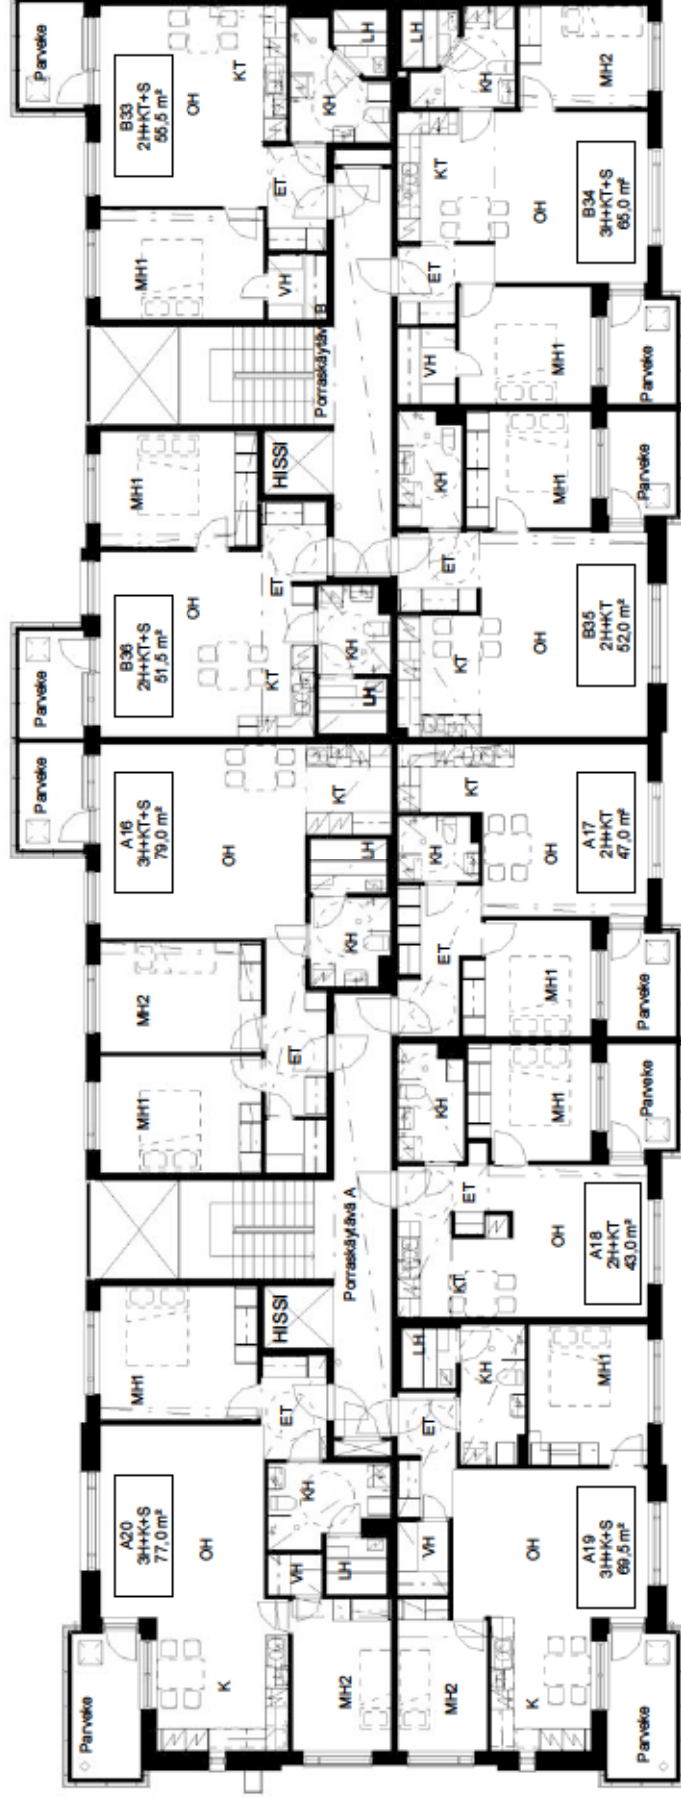 Parveke
A20
3H+K+S
77,0 m²
OH
K
MH2
VH
LH
KH
ET
MH1
HISSI
Porraskäytävä A
MH2
K
Parveke
VH
OH
A19
3H+K+S
69,5 m²
ET
LH
KH
MH1
KT
ET
OH
A18
2H+KT
43,0 m²
KH
MH1
Parveke
MH1
MH2
ET
KH
LH
OH
KT
A16
3H+KT+S
79,0 m²
Parveke
ET
MH1
Parveke
KH
KT
OH
A17
2H+KT
47,0 m²
Parveke
B36
2H+KT+S
51,5 m²
OH
KT
ET
KH
LH
MH1
HISSI
Porraskäytävä B
KT
ET
OH
B35
2H+KT
52,0 m²
KH
MH1
Parveke
MH1
VH
ET
KH
LH
OH
KT
B33
2H+KT+S
55,5 m²
Parveke
VH
MH1
Parveke
ET
KT
OH
B34
3H+KT+S
65,0 m²
LH
KH
MH2